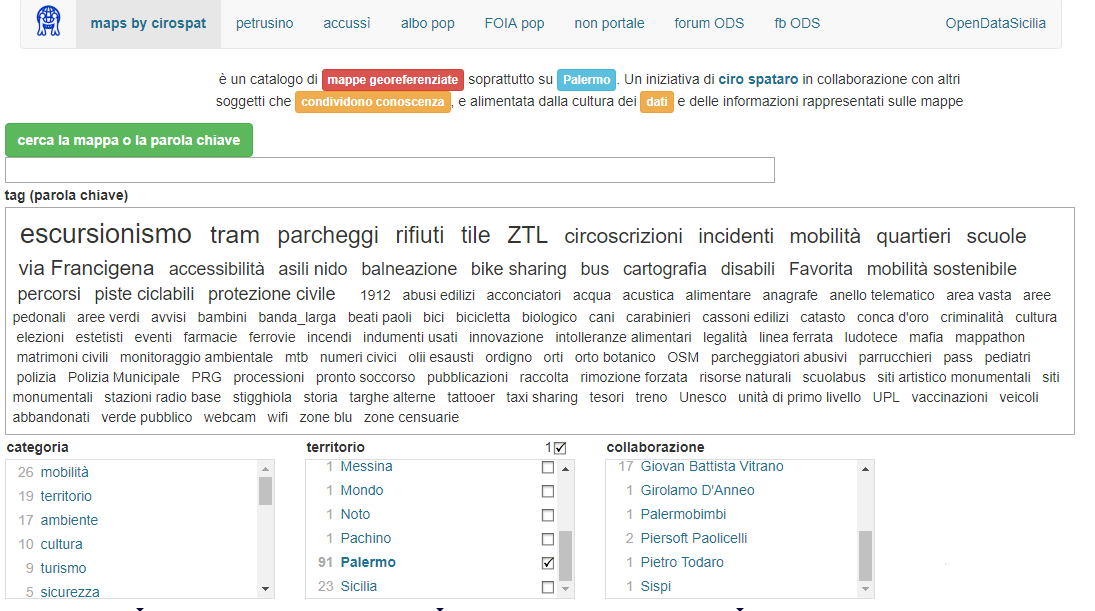 maps by cirospat petrusino accussì albo pop FOIA pop non portale forum ODS fb ODS OpenDataSicilia
è un catalogo di mappe georeferenziate soprattutto su Palermo. Un iniziativa di ciro spataro in collaborazione con altri
soggetti che condividono conoscenza, e alimentata dalla cultura dei dati e delle informazioni rappresentati sulle mappe
cerca la mappa o la parola chiave
tag (parola chiave)
escursionismo tram parcheggi rifiuti tile ZTL circoscrizioni incidenti mobilità quartieri scuole
via Francigena accessibilità asili nido balneazione bike sharing bus cartografia disabili Favorita mobilità sostenibile
percorsi piste ciclabili protezione civile 1912 abusi edilizi acconciatori acqua acustica alimentare anagrafe anello telematico area vasta aree
pedonali aree verdi avvisi bambini banda_larga beati paoli bici bicicletta biologico cani carabinieri cassoni edilizi catasto conca d'oro criminalità cultura
elezioni estetisti eventi farmacie ferrovie incendi indumenti usati innovazione intolleranze alimentari legalità linea ferrata ludotece mafia mappathon
matrimoni civili monitoraggio ambientale mtb numeri civici olii esausti ordigno orti orto botanico OSM parcheggiatori abusivi parrucchieri pass pediatri
polizia Polizia Municipale PRG processioni pronto soccorso pubblicazioni raccolta rimozione forzata risorse naturali scuolabus siti artistico monumentali siti
monumentali stazioni radio base stigghiola storia targhe alterne tattooer taxi sharing tesori treno Unesco unità di primo livello UPL vaccinazioni veicoli
abbandonati verde pubblico webcam wifi zone blu zone censuarie
categoria
26 mobilità
19 territorio
17 ambiente
10 cultura
9 turismo
5 sicurezza
territorio 1
1 Messina
1 Mondo
1 Noto
1 Pachino
91 Palermo
23 Sicilia
collaborazione
17 Giovan Battista Vitrano
1 Girolamo D'Anneo
1 Palermobimbi
2 Piersoft Paolicelli
1 Pietro Todaro
1 Sispi